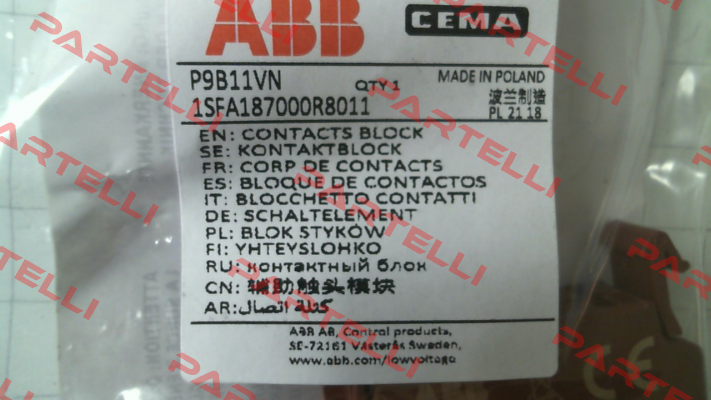 ABB CEMA
P9B11VN QTY 1 MADE IN POLAND
1SFA187000R8011 波兰制造
PL 21 18
EN: CONTACTS BLOCK
SE: KONTAKTBLOCK
FR: CORP DE CONTACTS
ES: BLOQUE DE CONTACTOS
IT: BLOCCHETTO CONTATTI
DE: SCHALTELEMENT
PL: BLOK STYKÓW
FI: YHTEYSLOHKO
RU: контактный блок
CN: 辅助触头模块
AR: كتلة اتصال
ABB AB, Control products,
SE-72161 Västerås Sweden,
www.abb.com/lowvoltage
CE
PARTELLI
PARTELLI
PARTELLI
PARTELLI
PARTELLI
PARTELLI